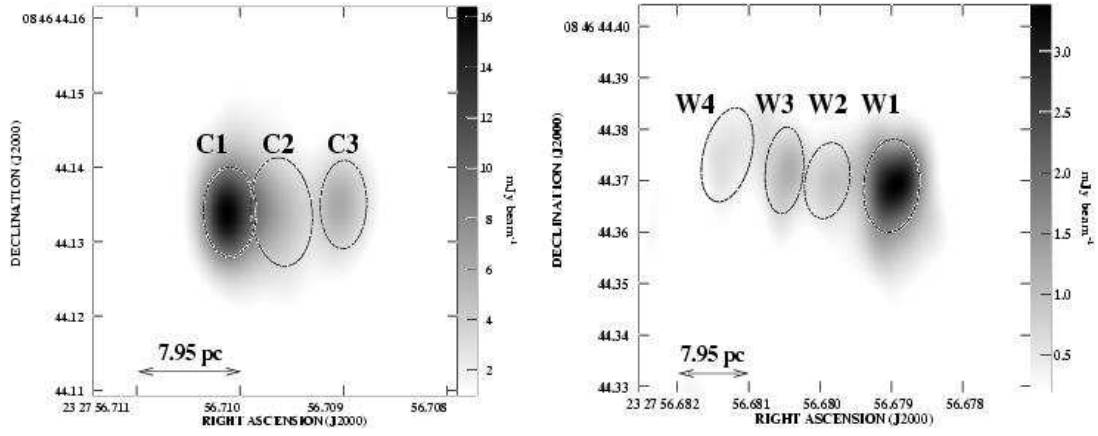 08 46 44.16
44.15
44.14
44.13
44.12
44.11
DECLINATION (J2000)
C1
C2
C3
7.95 pc
23 27 56.711
56.710
56.709
56.708
RIGHT ASCENSION (J2000)
16
14
12
10
8
6
4
2
mJy beam-1
08 46 44.40
44.39
44.38
44.37
44.36
44.35
44.34
44.33
DECLINATION (J2000)
W4
W3
W2
W1
7.95 pc
23 27 56.682
56.681
56.680
56.679
56.678
RIGHT ASCENSION (J2000)
3.0
2.5
2.0
1.5
1.0
0.5
mJy beam-1